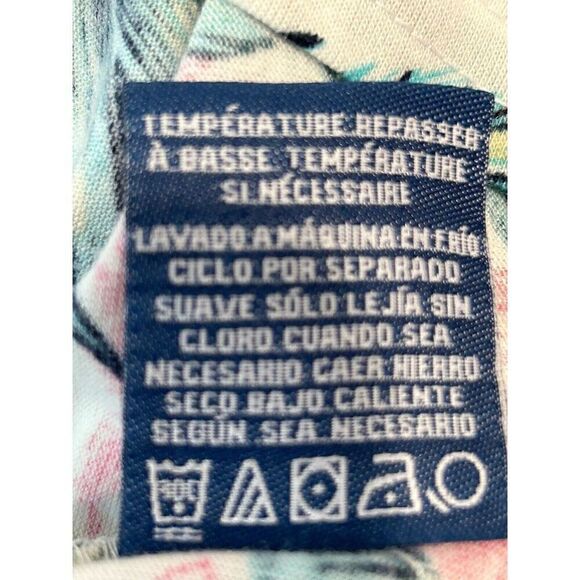 TEMPÉRATURE REPASSER
À BASSE TEMPÉRATURE
SI NÉCESSAIRE
LAVADO A MÁQUINA EN FRÍO
CICLO POR SEPARADO
SUAVE SÓLO LEJÍA SIN
CLORO CUANDO SEA
NECESARIO CAER HIERRO
SECO BAJO CALIENTE
SEGÚN SEA NECESARIO
30C